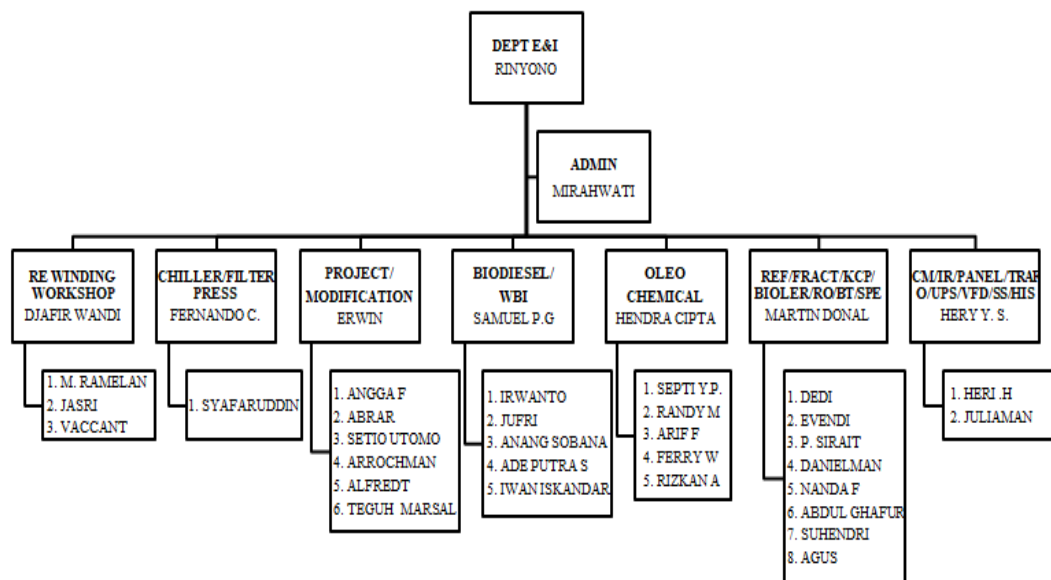 DEPT E&I
RINYONO
ADMIN
MIRAHWATI
RE WINDING
WORKSHOP
DJAFIR WANDI
CHILLER/FILTER
PRESS
FERNANDO C.
PROJECT/
MODIFICATION
ERWIN
BIODIESEL/
WBI
SAMUEL P.G
OLEO
CHEMICAL
HENDRA CIPTA
REF/FRACT/KCP/
BIOLER/RO/BT/SPE
MARTIN DONAL
CM/IR/PANEL/TRAF
O/UPS/VFD/SS/HIS
HERY Y. S.
1. M. RAMELAN
2. JASRI
3. VACCANT
1. SYAFARUDDIN
1. ANGGA F
2. ABRAR
3. SETIO UTOMO
4. ARROCHMAN
5. ALFREDT
6. TEGUH MARSAL
1. IRWANTO
2. JUFRI
3. ANANG SOBANA
4. ADE PUTRA S
5. IWAN ISKANDAR
1. SEPTI Y.P.
2. RANDY M
3. ARIF F
4. FERRY W
5. RIZKAN A
1. DEDI
2. EVENDI
3. P. SIRAIT
4. DANIELMAN
5. NANDA F
6. ABDUL GHAFUR
7. SUHENDRI
8. AGUS
1. HERI .H
2. JULIAMAN